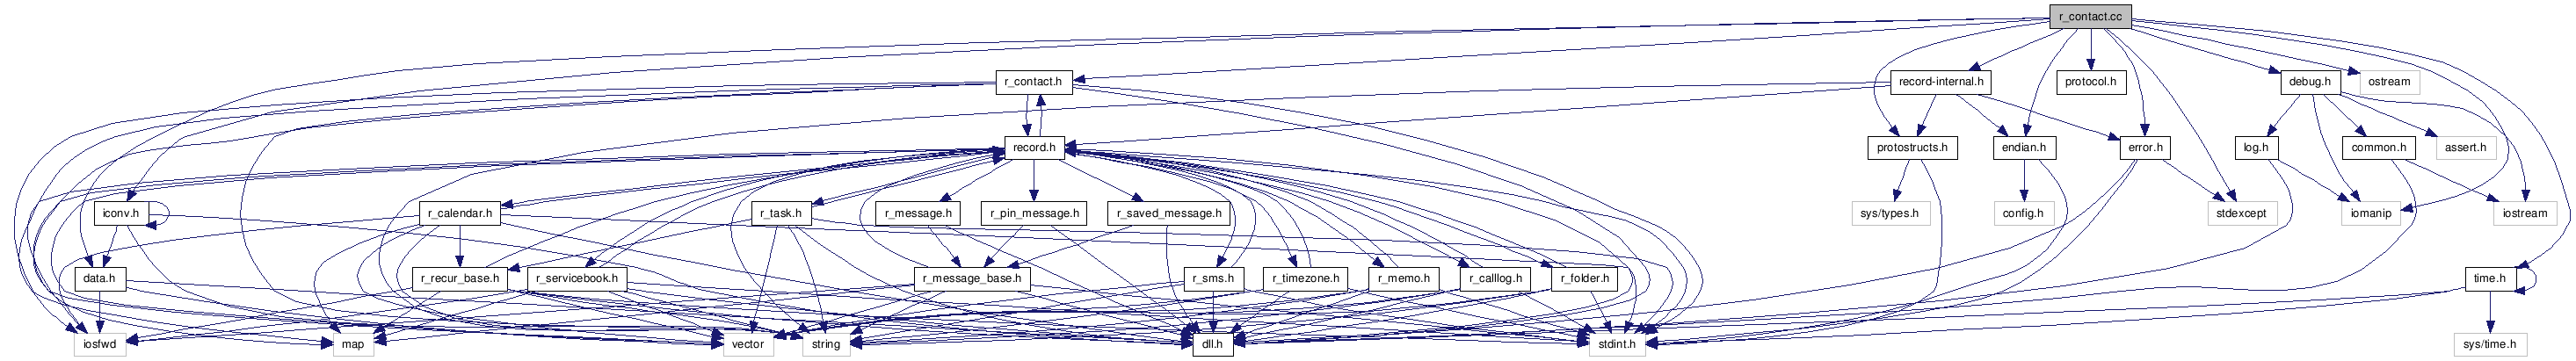 r_contact.cc
r_contact.h
record-internal.h
protocol.h
debug.h
ostream
record.h
protostructs.h
endian.h
error.h
log.h
common.h
assert.h
iconv.h
r_calendar.h
r_task.h
r_message.h
r_pin_message.h
r_saved_message.h
sys/types.h
config.h
stdexcept
iomanip
iostream
data.h
r_recur_base.h
r_servicebook.h
r_message_base.h
r_sms.h
r_timezone.h
r_memo.h
r_calllog.h
r_folder.h
time.h
iosfwd
map
vector
string
dll.h
stdint.h
sys/time.h